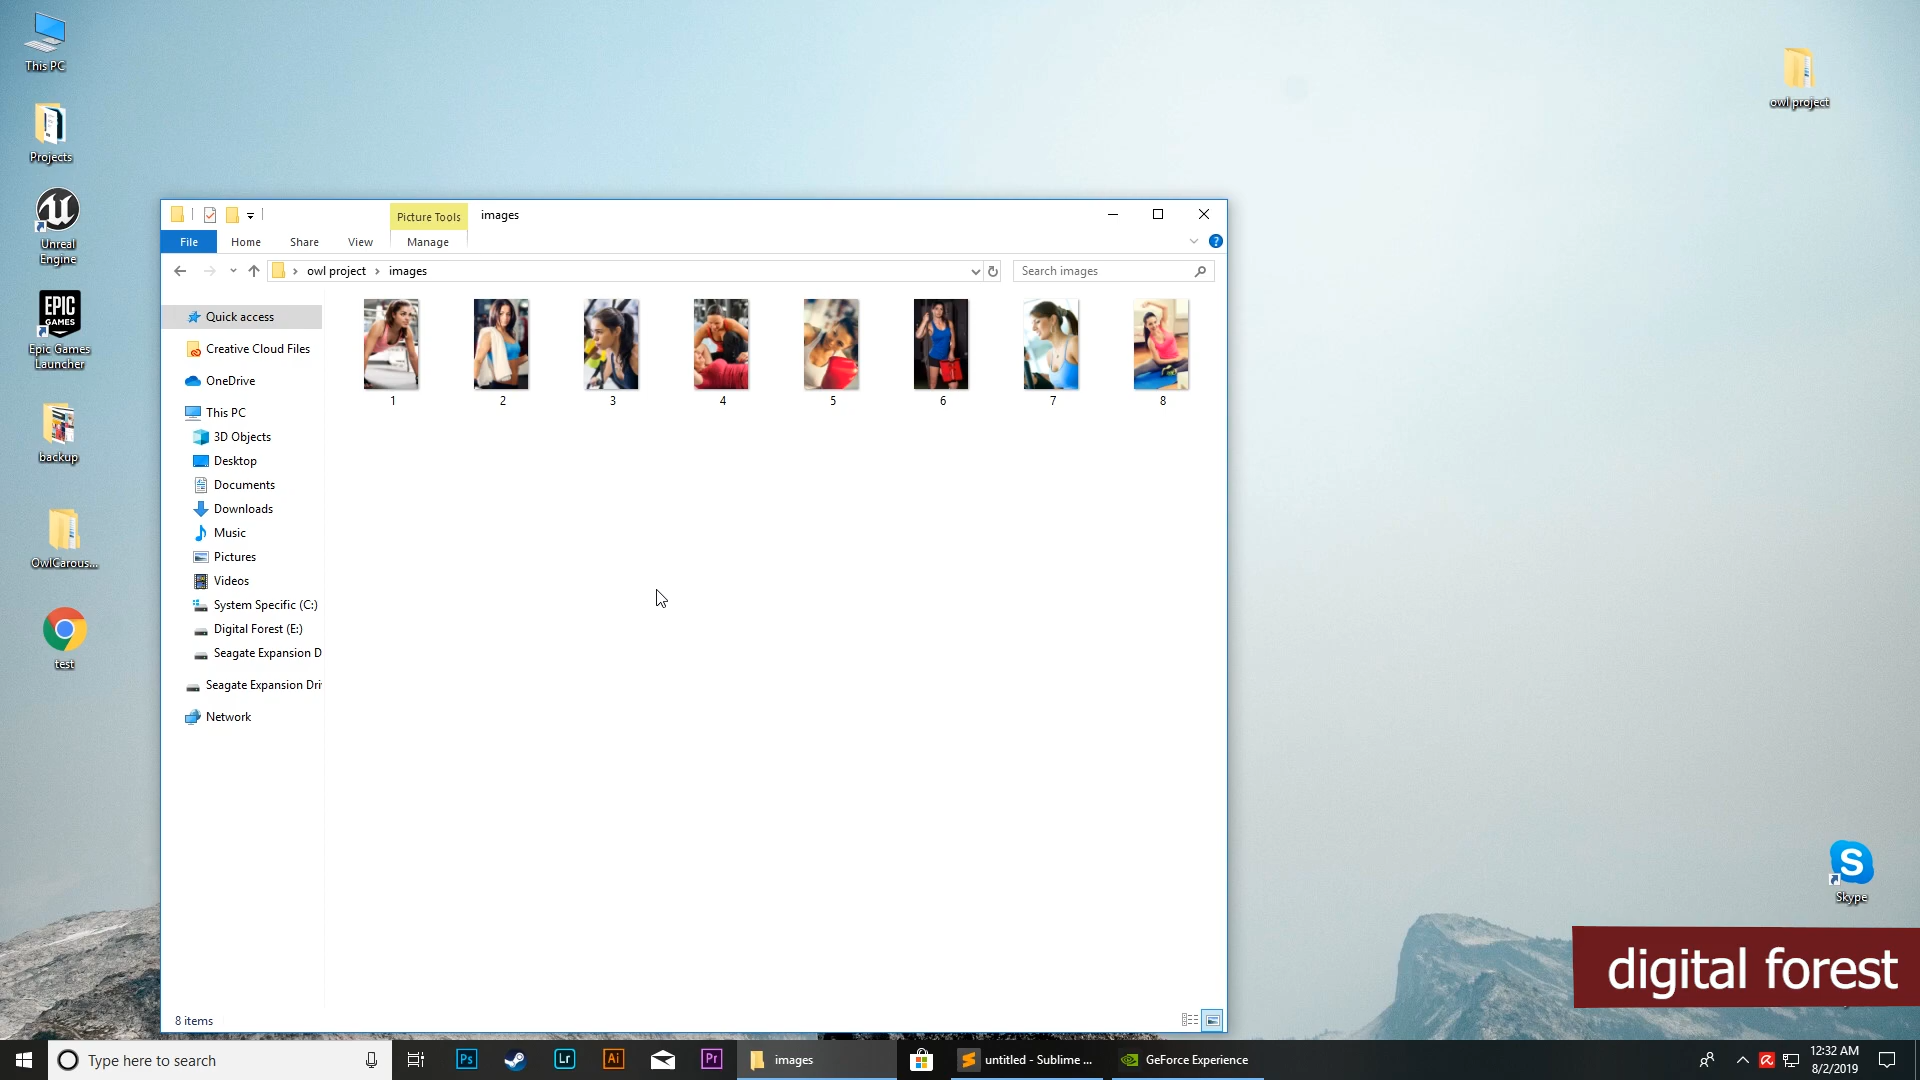 This PC
Projects
Unreal
Engine
EPIC
GAMES
Epic Games
Launcher
backup
OwlCarous...
test
owl project
Skype
digital forest
Picture Tools
images
File
Home
Share
View
Manage
owl project
images
Search images
Quick access
Creative Cloud Files
OneDrive
This PC
3D Objects
Desktop
Documents
Downloads
Music
Pictures
Videos
System Specific (C:)
Digital Forest (E:)
Seagate Expansion D
Seagate Expansion Dri
Network
1
2
3
4
5
6
7
8
8 items
Type here to search
Ps
Lr
Ai
Pr
images
untitled - Sublime ...
GeForce Experience
12:32 AM
8/2/2019